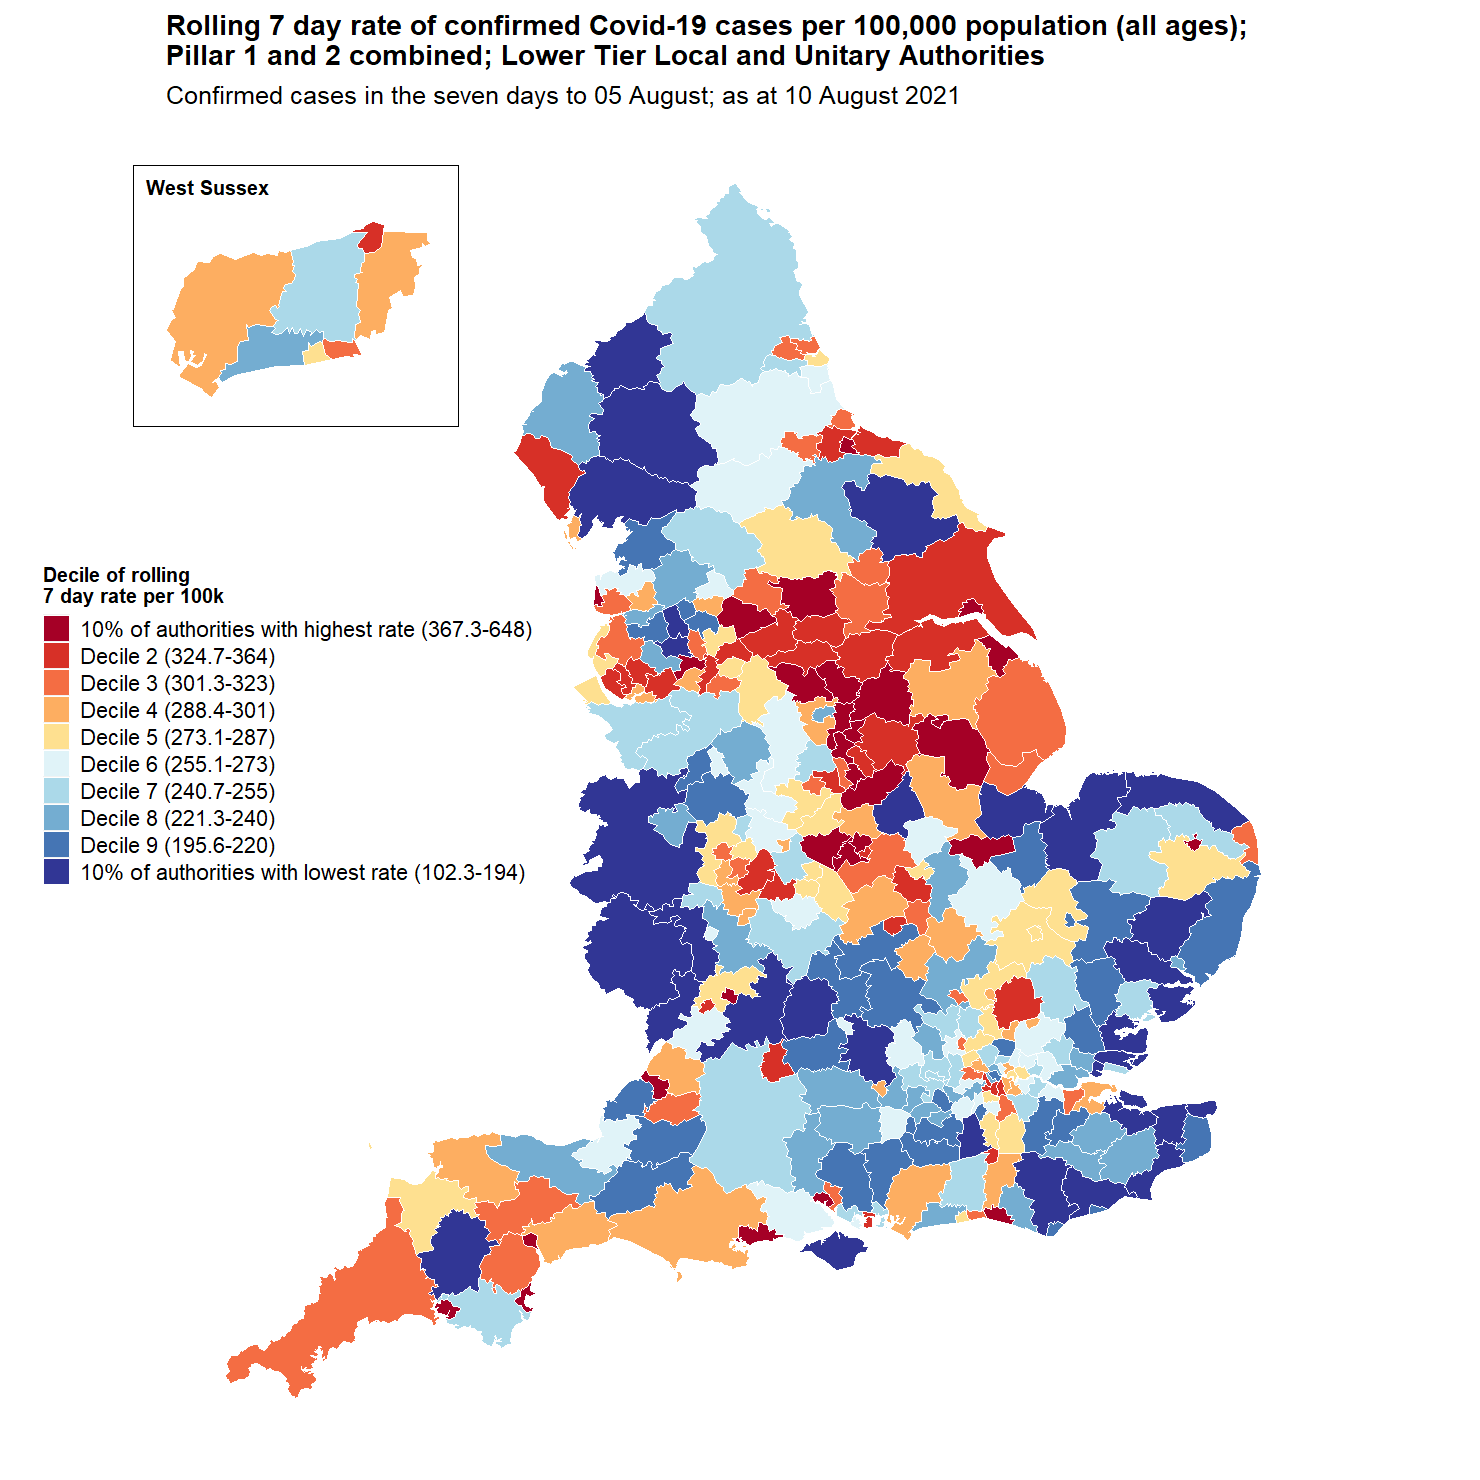 Rolling 7 day rate of confirmed Covid-19 cases per 100,000 population (all ages);
Pillar 1 and 2 combined; Lower Tier Local and Unitary Authorities
Confirmed cases in the seven days to 05 August; as at 10 August 2021
West Sussex
Decile of rolling
7 day rate per 100k
10% of authorities with highest rate (367.3-648)
Decile 2 (324.7-364)
Decile 3 (301.3-323)
Decile 4 (288.4-301)
Decile 5 (273.1-287)
Decile 6 (255.1-273)
Decile 7 (240.7-255)
Decile 8 (221.3-240)
Decile 9 (195.6-220)
10% of authorities with lowest rate (102.3-194)